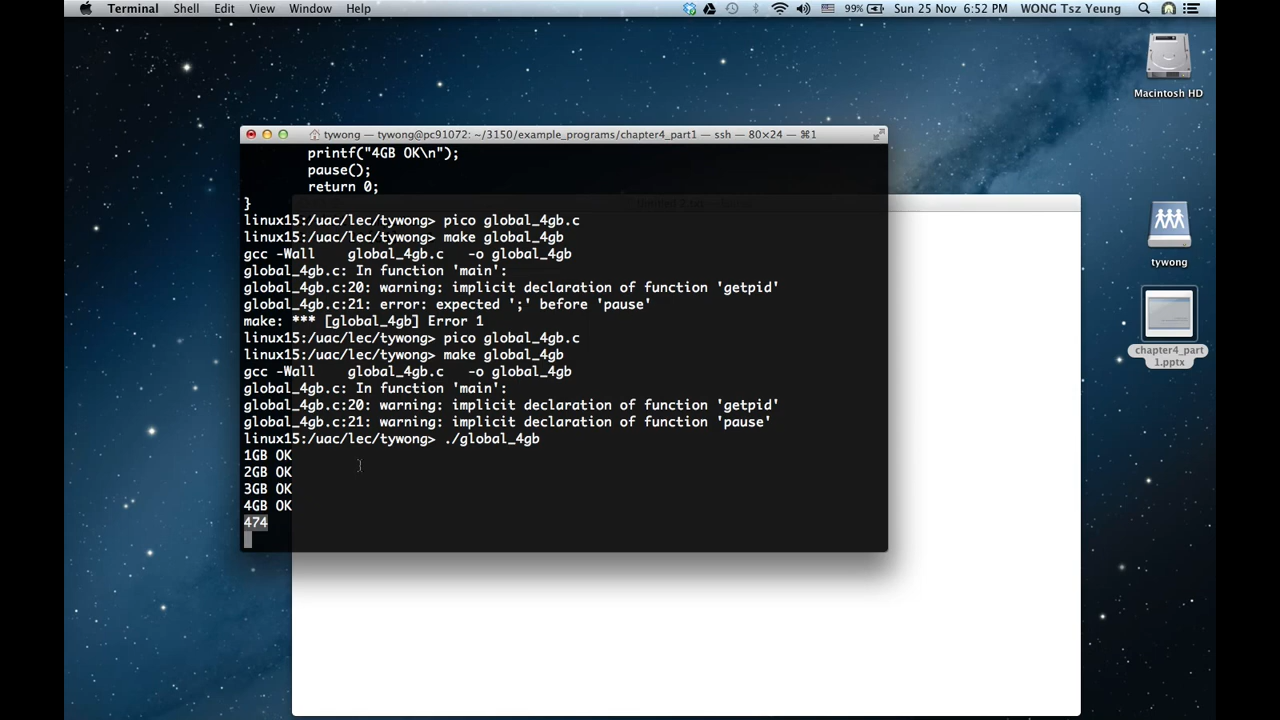 Terminal Shell Edit View Window Help 99% Sun 25 Nov 6:52 PM WONG Tsz Yeung
Macintosh HD
tywong — tywong@pc91072: ~/3150/example_programs/chapter4_part1 — ssh — 80×24 — ⌘1
printf("4GB OK\n");
pause();
return 0;
}
linux15:/uac/lec/tywong> pico global_4gb.c
linux15:/uac/lec/tywong> make global_4gb
gcc -Wall    global_4gb.c   -o global_4gb
global_4gb.c: In function 'main':
global_4gb.c:20: warning: implicit declaration of function 'getpid'
global_4gb.c:21: error: expected ';' before 'pause'
make: *** [global_4gb] Error 1
linux15:/uac/lec/tywong> pico global_4gb.c
linux15:/uac/lec/tywong> make global_4gb
gcc -Wall    global_4gb.c   -o global_4gb
global_4gb.c: In function 'main':
global_4gb.c:20: warning: implicit declaration of function 'getpid'
global_4gb.c:21: warning: implicit declaration of function 'pause'
linux15:/uac/lec/tywong> ./global_4gb
1GB OK
2GB OK
3GB OK
4GB OK
474
tywong
chapter4_part
1.pptx